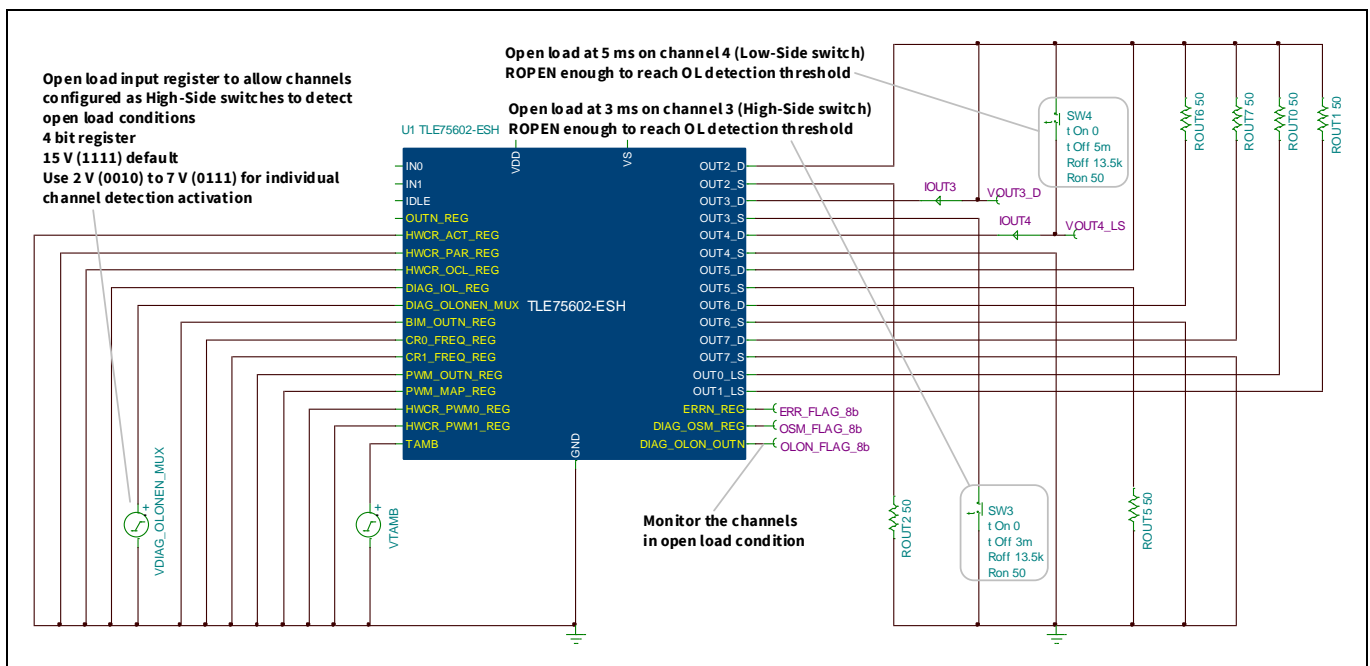 Open load at 5 ms on channel 4 (Low-Side switch)
ROPEN enough to reach OL detection threshold
Open load input register to allow channels
configured as High-Side switches to detect
open load conditions
4 bit register
15 V (1111) default
Use 2 V (0010) to 7 V (0111) for individual
channel detection activation
Open load at 3 ms on channel 3 (High-Side switch)
ROPEN enough to reach OL detection threshold
U1 TLE75602-ESH
VDD
VS
IN0
IN1
IDLE
OUTN_REG
HWCR_ACT_REG
HWCR_PAR_REG
HWCR_OCL_REG
DIAG_IOL_REG
DIAG_OLONEN_MUX
BIM_OUTN_REG
CR0_FREQ_REG
CR1_FREQ_REG
PWM_OUTN_REG
PWM_MAP_REG
HWCR_PWM0_REG
HWCR_PWM1_REG
TAMB
TLE75602-ESH
GND
OUT2_D
OUT2_S
OUT3_D
OUT3_S
OUT4_D
OUT4_S
OUT5_D
OUT5_S
OUT6_D
OUT6_S
OUT7_D
OUT7_S
OUT0_LS
OUT1_LS
ERRN_REG
DIAG_OSM_REG
DIAG_OLON_OUTN
ERR_FLAG_8b
OSM_FLAG_8b
OLON_FLAG_8b
IOUT3
VOUT3_D
IOUT4
VOUT4_LS
SW4
t On 0
t Off 5m
Roff 13.5k
Ron 50
ROUT6 50
ROUT7 50
ROUT0 50
ROUT1 50
VDIAG_OLONEN_MUX
+
VTAMB
+
Monitor the channels
in open load condition
ROUT2 50
SW3
t On 0
t Off 3m
Roff 13.5k
Ron 50
ROUT5 50